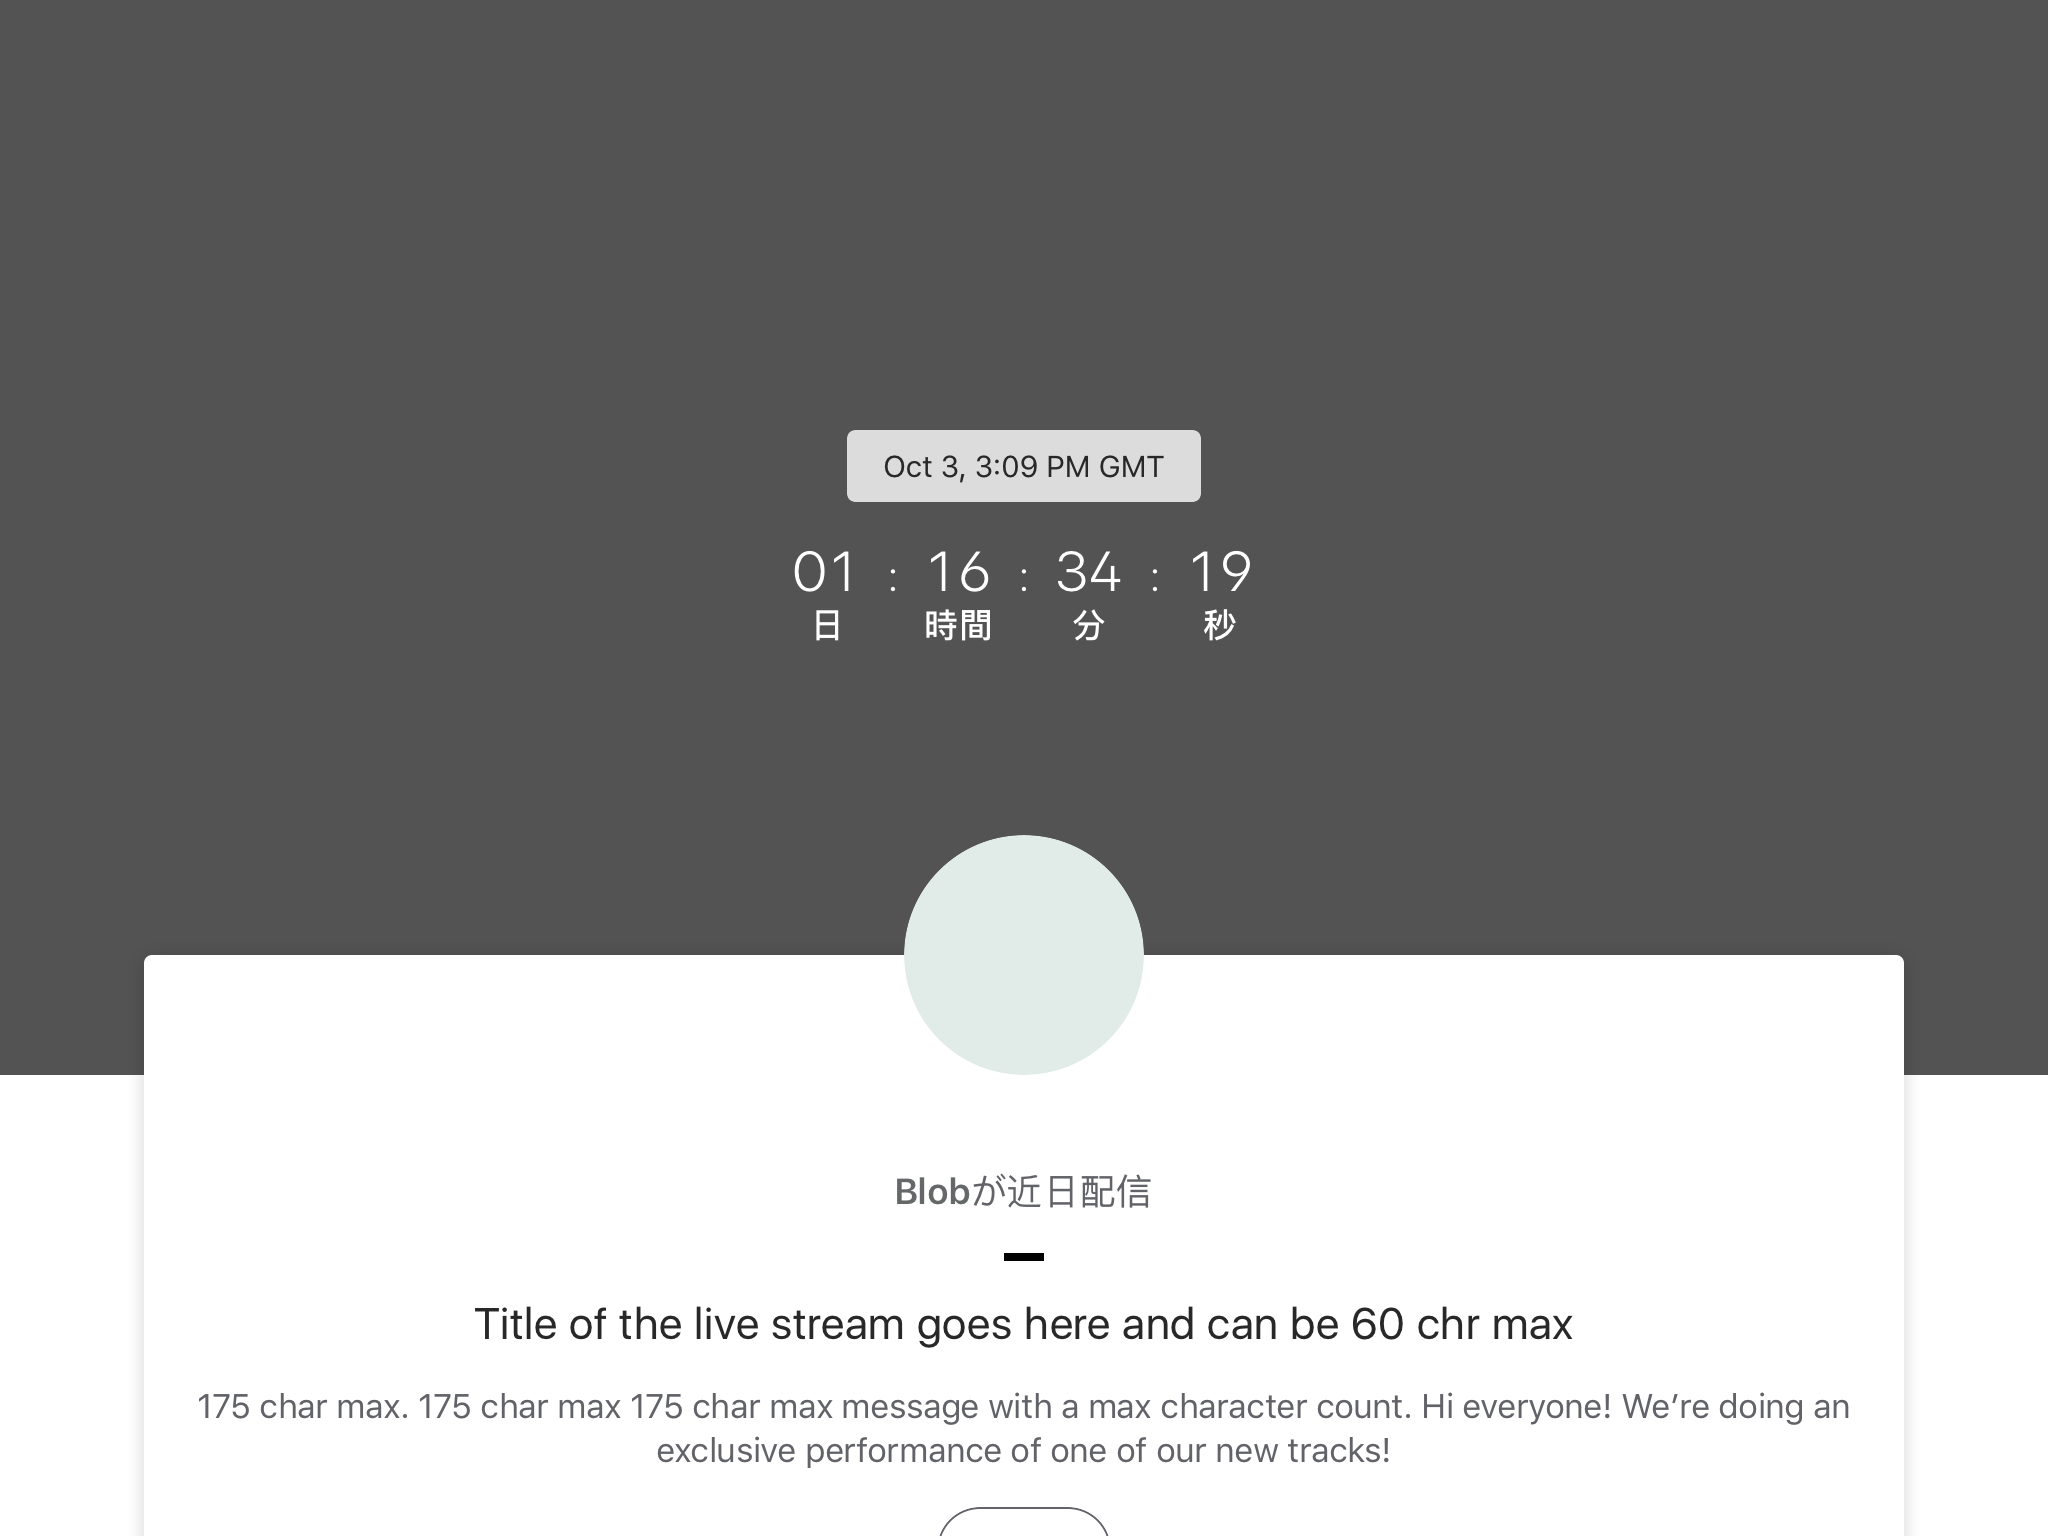 Oct 3, 3:09 PM GMT
01 : 16 : 34 : 19
日 時間 分 秒
Blobが近日配信
Title of the live stream goes here and can be 60 chr max
175 char max. 175 char max 175 char max message with a max character count. Hi everyone! We’re doing an
exclusive performance of one of our new tracks!